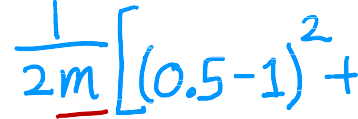 1/2m [(0.5-1)² +